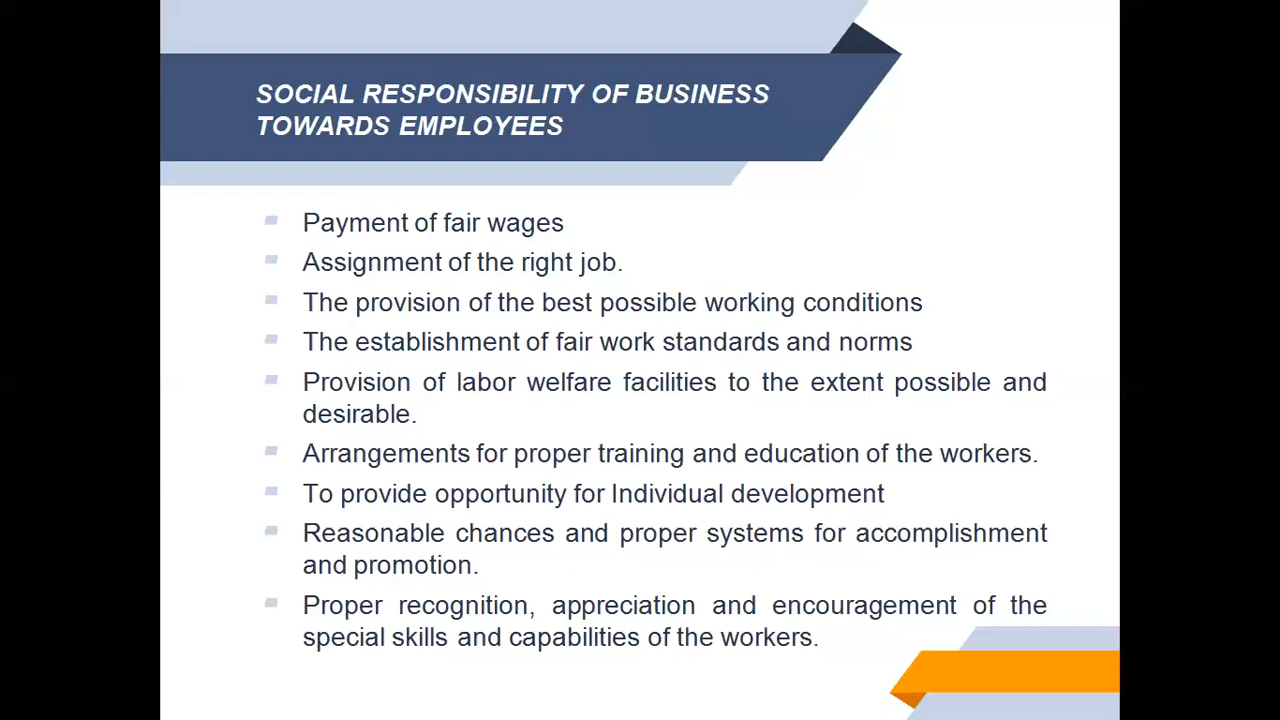 SOCIAL RESPONSIBILITY OF BUSINESS
TOWARDS EMPLOYEES
Payment of fair wages
Assignment of the right job.
The provision of the best possible working conditions
The establishment of fair work standards and norms
Provision of labor welfare facilities to the extent possible and
desirable.
Arrangements for proper training and education of the workers.
To provide opportunity for Individual development
Reasonable chances and proper systems for accomplishment
and promotion.
Proper recognition, appreciation and encouragement of the
special skills and capabilities of the workers.